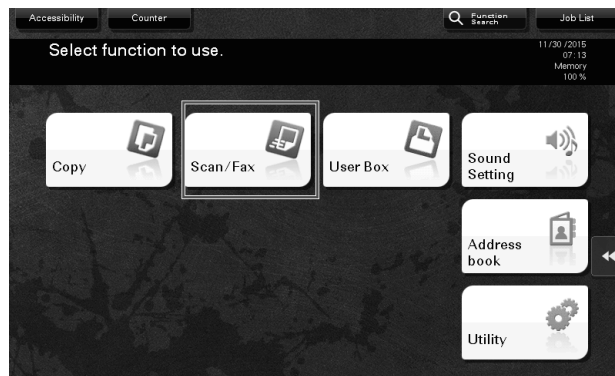 Accessibility
Counter
Function
Search
Job List
Select function to use.
11/30 /2015
07:13
Memory
100 %
Copy
Scan/Fax
User Box
Sound
Setting
Address
book
Utility